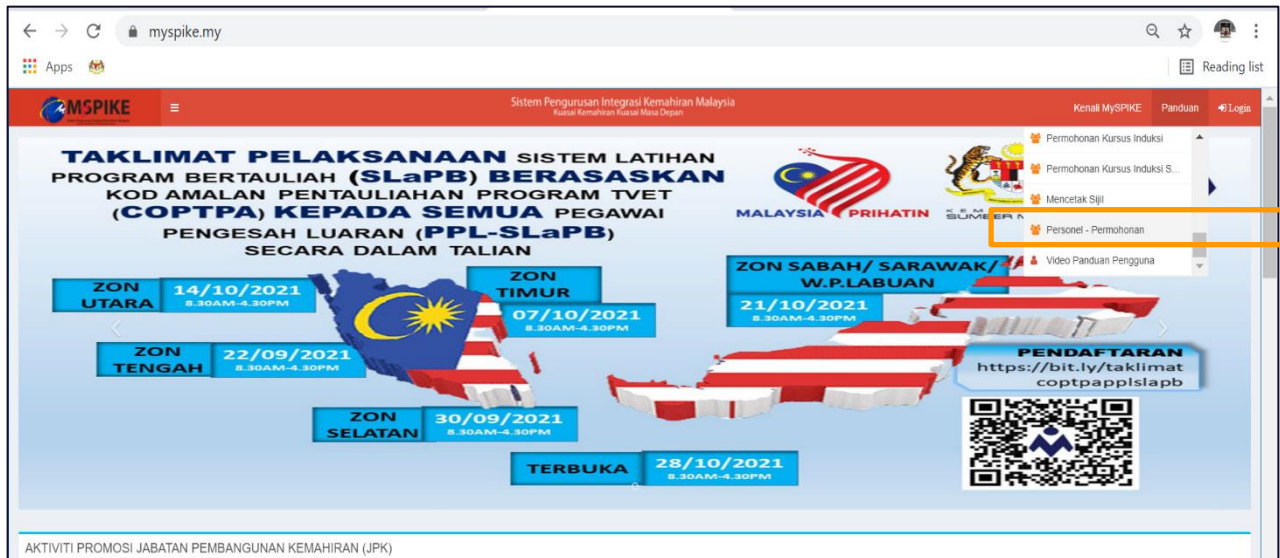 myspike.my
Apps
Reading list
MSPIKE
Sistem Pengurusan Integrasi Kemahiran Malaysia
Kuasai Kemahiran Kuasai Masa Depan
Kenali MySPIKE Panduan Login
Permohonan Kursus Induksi
Permohonan Kursus Induksi S...
Mencetak Sijil
Personel - Permohonan
Video Panduan Pengguna
TAKLIMAT PELAKSANAAN SISTEM LATIHAN
PROGRAM BERTAULIAH (SLaPB) BERASASKAN
KOD AMALAN PENTAULIAHAN PROGRAM TVET
(COPTPA) KEPADA SEMUA PEGAWAI
PENGESAH LUARAN (PPL-SLaPB)
SECARA DALAM TALIAN
MALAYSIA PRIHATIN
ZON UTARA
14/10/2021
8.30AM-4.30PM
ZON TIMUR
07/10/2021
8.30AM-4.30PM
ZON SABAH/ SARAWAK/
W.P.LABUAN
21/10/2021
8.30AM-4.30PM
ZON TENGAH
22/09/2021
8.30AM-4.30PM
ZON SELATAN
30/09/2021
8.30AM-4.30PM
TERBUKA
28/10/2021
8.30AM-4.30PM
PENDAFTARAN
https://bit.ly/taklimat
coptpapplslapb
AKTIVITI PROMOSI JABATAN PEMBANGUNAN KEMAHIRAN (JPK)